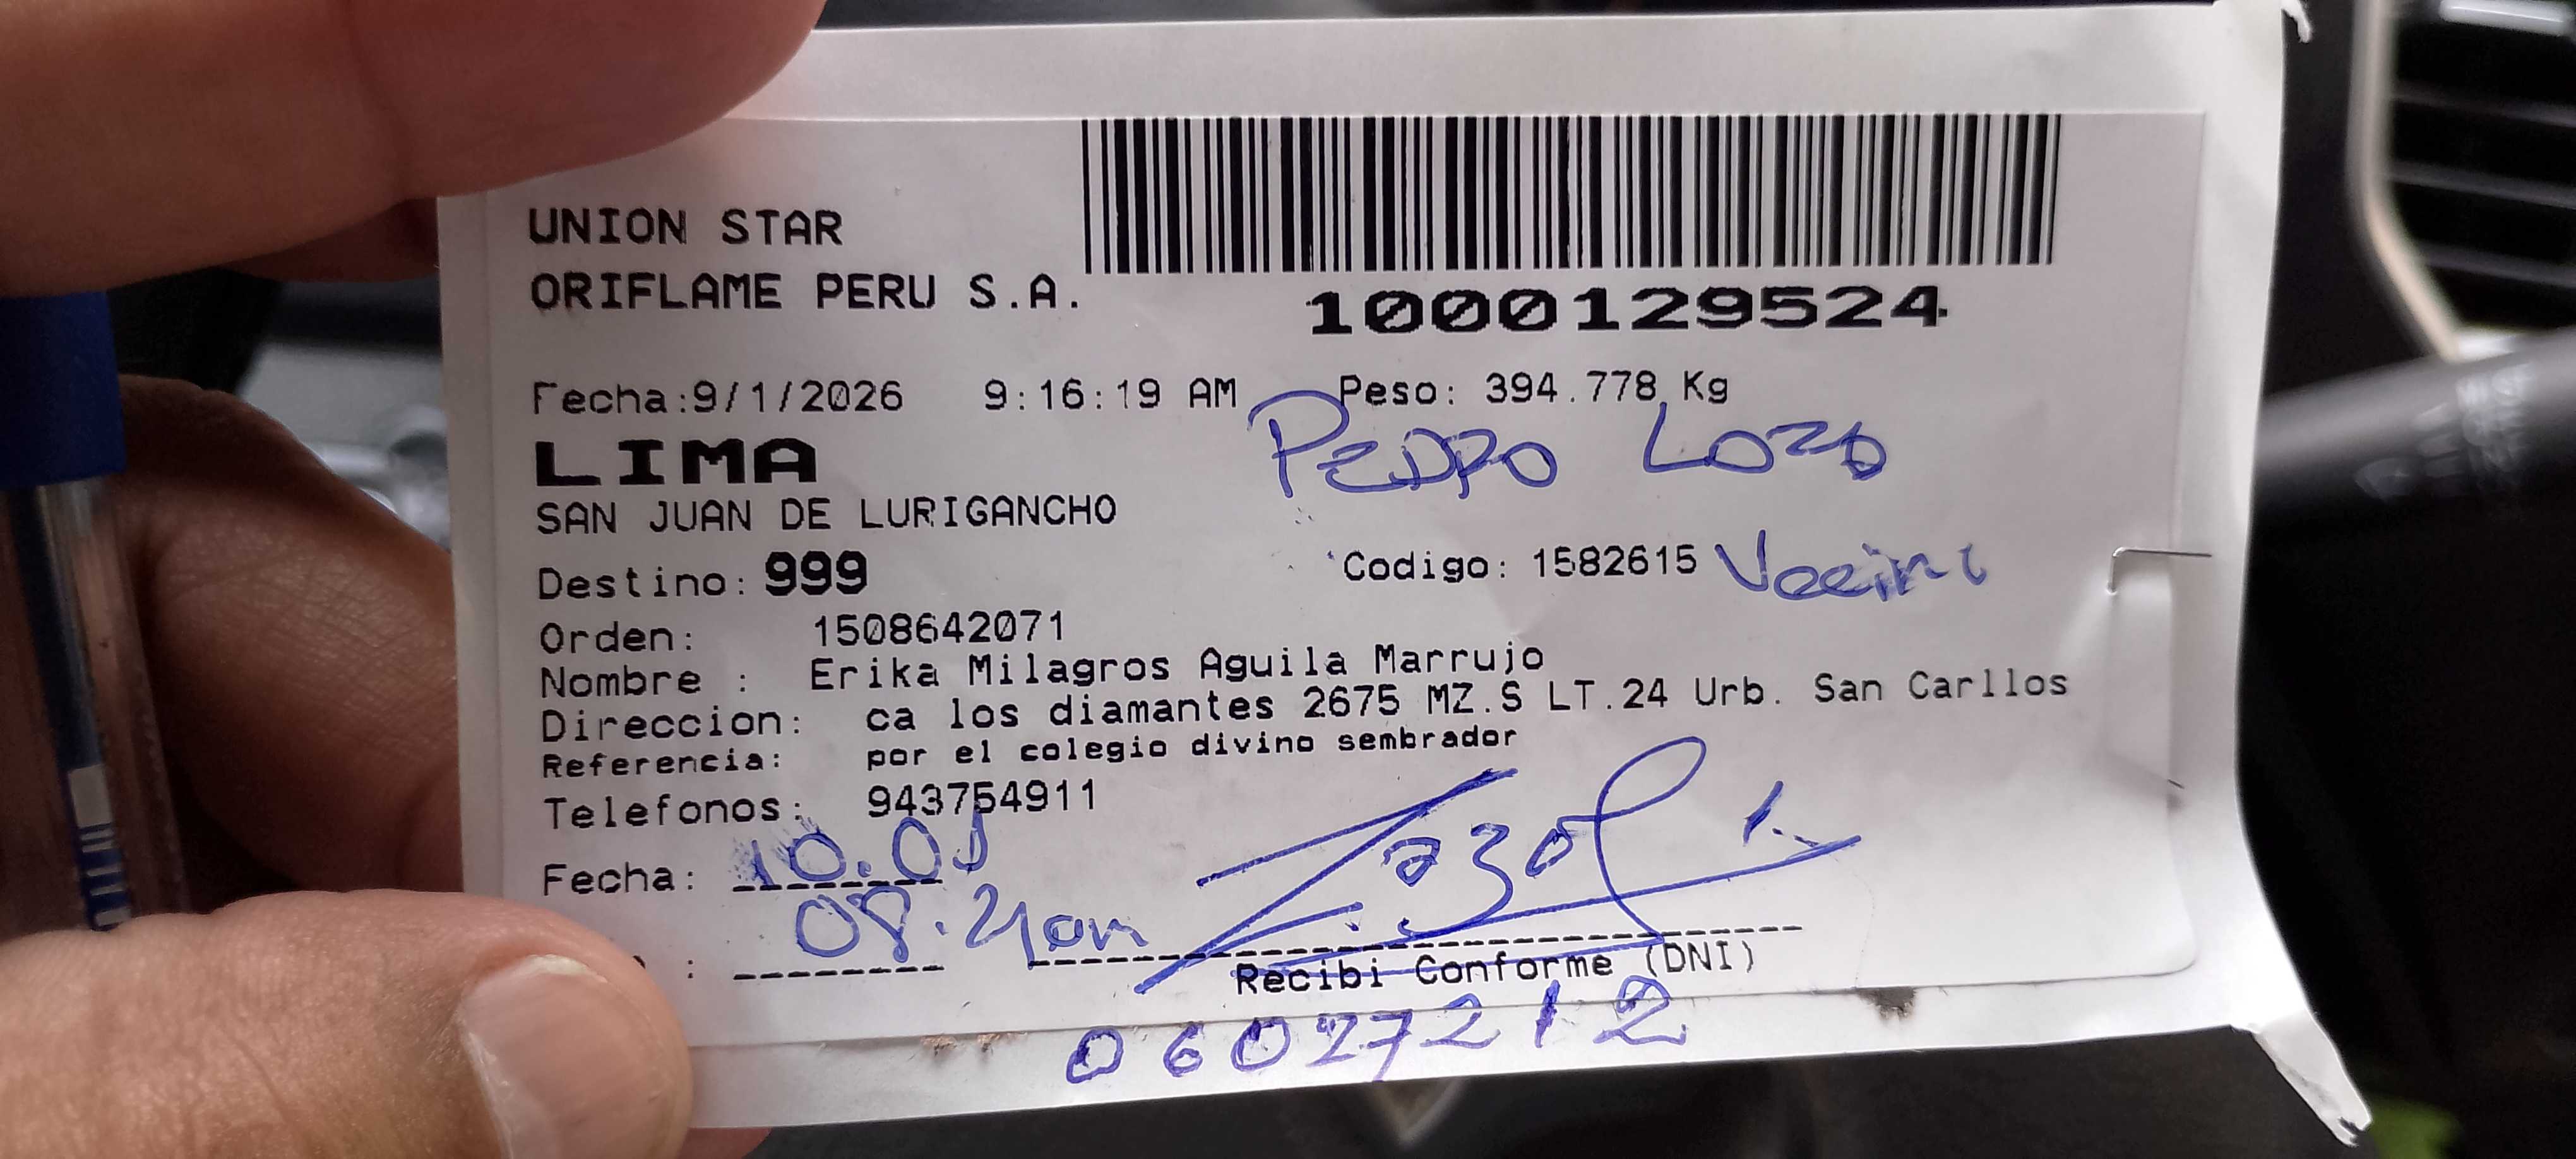 UNION STAR
ORIFLAME PERU S.A.
1000129524
Fecha:9/1/2026 9:16:19 AM Peso: 394.778 Kg
LIMA
PEDRO LOZO
SAN JUAN DE LURIGANCHO
Destino: 999 Codigo: 1582615
Orden: 1508642071
Nombre : Erika Milagros Aguila Marrujo
Direccion: ca los diamantes 2675 MZ.S LT.24 Urb. San Carllos
Referencia: por el colegio divino sembrador
Telefonos: 943754911
Fecha: 10.01
:
Recibi Conforme (DNI)
06027212